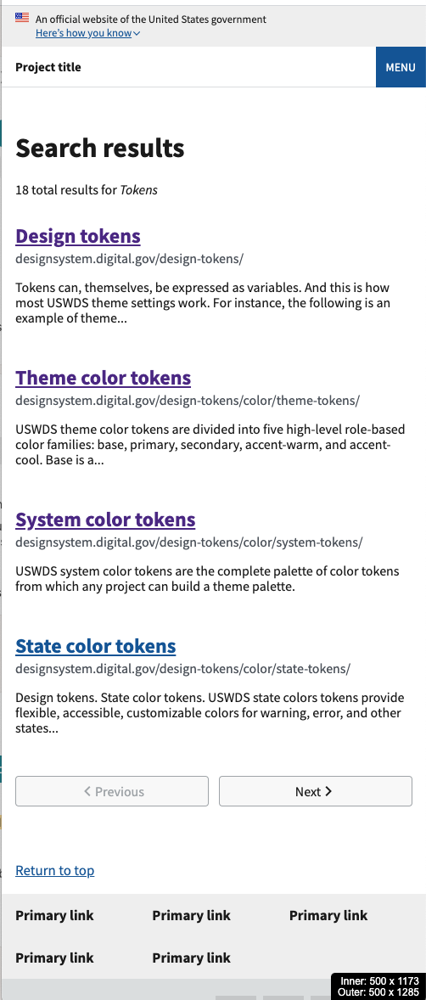 An official website of the United States government
Here's how you know
Project title
MENU
Search results
18 total results for Tokens
Design tokens
designsystem.digital.gov/design-tokens/
Tokens can, themselves, be expressed as variables. And this is how
most USWDS theme settings work. For instance, the following is an
example of theme...
Theme color tokens
designsystem.digital.gov/design-tokens/color/theme-tokens/
USWDS theme color tokens are divided into five high-level role-based
color families: base, primary, secondary, accent-warm, and accent-
cool. Base is a...
System color tokens
designsystem.digital.gov/design-tokens/color/system-tokens/
USWDS system color tokens are the complete palette of color tokens
from which any project can build a theme palette.
State color tokens
designsystem.digital.gov/design-tokens/color/state-tokens/
Design tokens. State color tokens. USWDS state colors tokens provide
flexible, accessible, customizable colors for warning, error, and other
states...
Previous
Next
Return to top
Primary link Primary link Primary link
Primary link Primary link
Inner: 500 x 1173
Outer: 500 x 1285